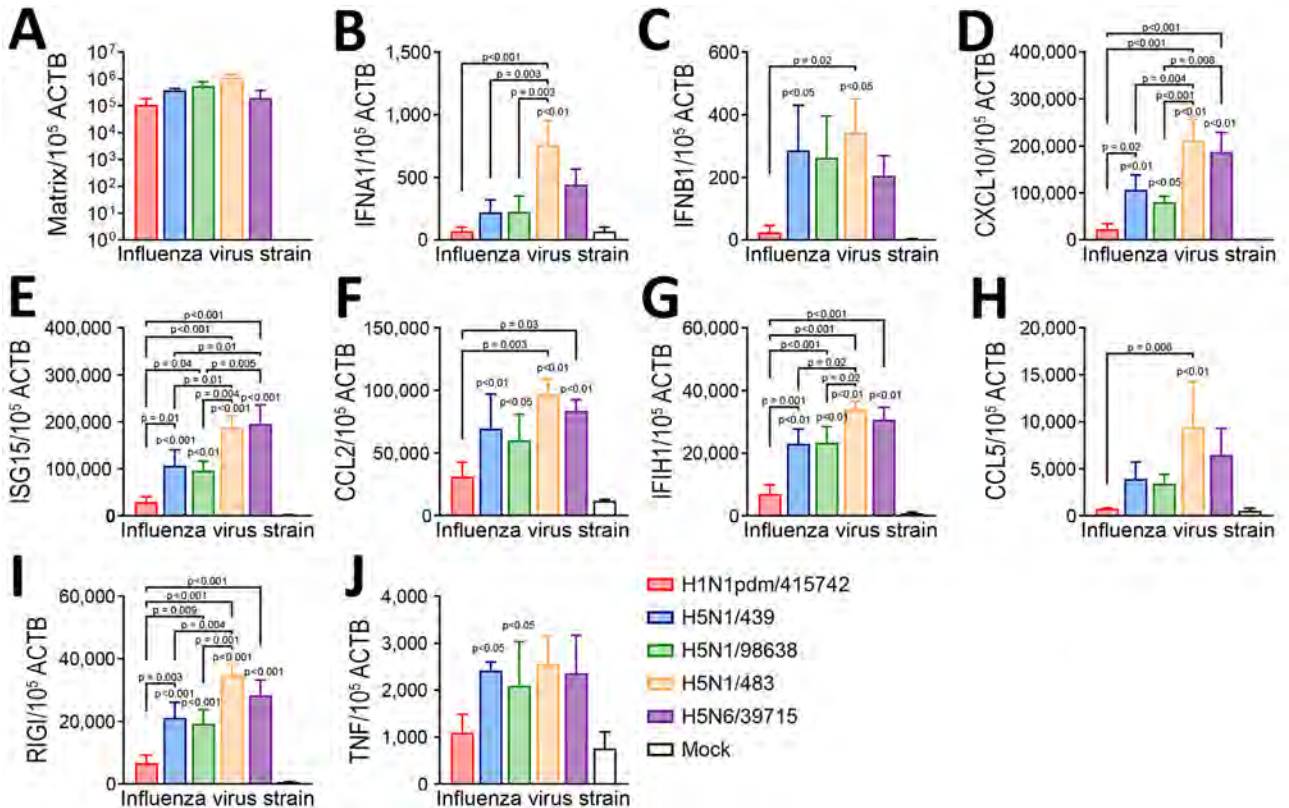 A
Matrix/10⁵ ACTB
10⁷
10⁶
10⁵
10⁴
10³
10²
10¹
10⁰
Influenza virus strain
B
IFNA1/10⁵ ACTB
1,500
1,000
500
0
p<0.001
p = 0.003
p = 0.003
p<0.01
Influenza virus strain
C
IFNB1/10⁵ ACTB
600
400
200
0
p = 0.02
p<0.05
p<0.05
Influenza virus strain
D
CXCL10/10⁵ ACTB
400,000
300,000
200,000
100,000
0
p<0.001
p<0.001
p = 0.008
p = 0.004
p<0.001
p = 0.02
p<0.01
p<0.05
p<0.01
p<0.01
Influenza virus strain
E
ISG15/10⁵ ACTB
400,000
300,000
200,000
100,000
0
p<0.001
p<0.001
p = 0.01
p = 0.04
p = 0.005
p = 0.01
p = 0.004
p = 0.01
p<0.001
p<0.01
p<0.001
p<0.001
Influenza virus strain
F
CCL2/10⁵ ACTB
150,000
100,000
50,000
0
p = 0.03
p = 0.003
p<0.01
p<0.05
p<0.01
p<0.01
Influenza virus strain
G
IFIH1/10⁵ ACTB
60,000
40,000
20,000
0
p<0.001
p<0.001
p<0.001
p = 0.02
p = 0.02
p = 0.001
p<0.01
p<0.01
p<0.01
p<0.01
Influenza virus strain
H
CCL5/10⁵ ACTB
20,000
15,000
10,000
5,000
0
p = 0.006
p<0.01
Influenza virus strain
I
RIGI/10⁵ ACTB
60,000
40,000
20,000
0
p<0.001
p<0.001
p = 0.009
p = 0.004
p = 0.001
p = 0.003
p<0.001
p<0.001
p<0.001
p<0.001
Influenza virus strain
J
TNF/10⁵ ACTB
4,000
3,000
2,000
1,000
0
p<0.05
p<0.05
Influenza virus strain
H1N1pdm/415742
H5N1/439
H5N1/98638
H5N1/483
H5N6/39715
Mock